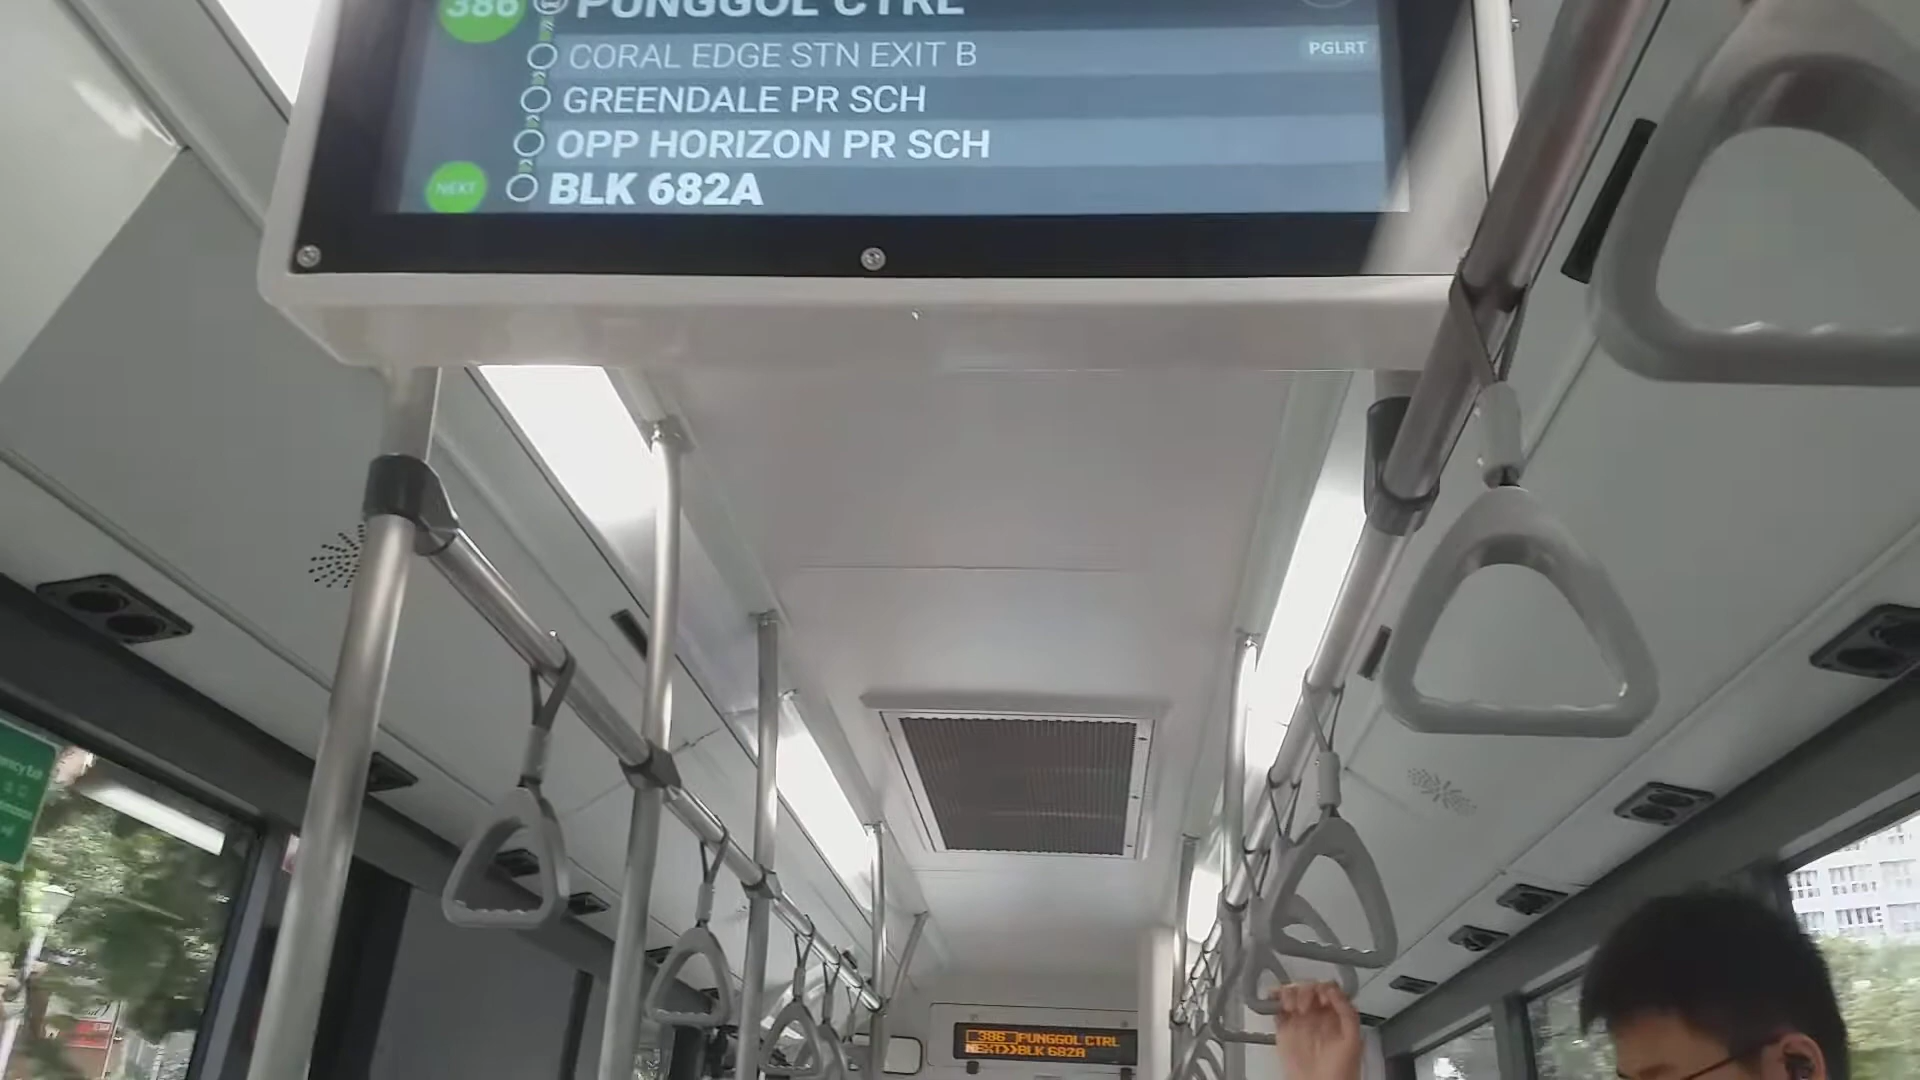 386 PUNGGOL CTRL
CORAL EDGE STN EXIT B PGLRT
GREENDALE PR SCH
OPP HORIZON PR SCH
NEXT BLK 682A
386 PUNGGOL CTRL
NEXT>>BLK 682A